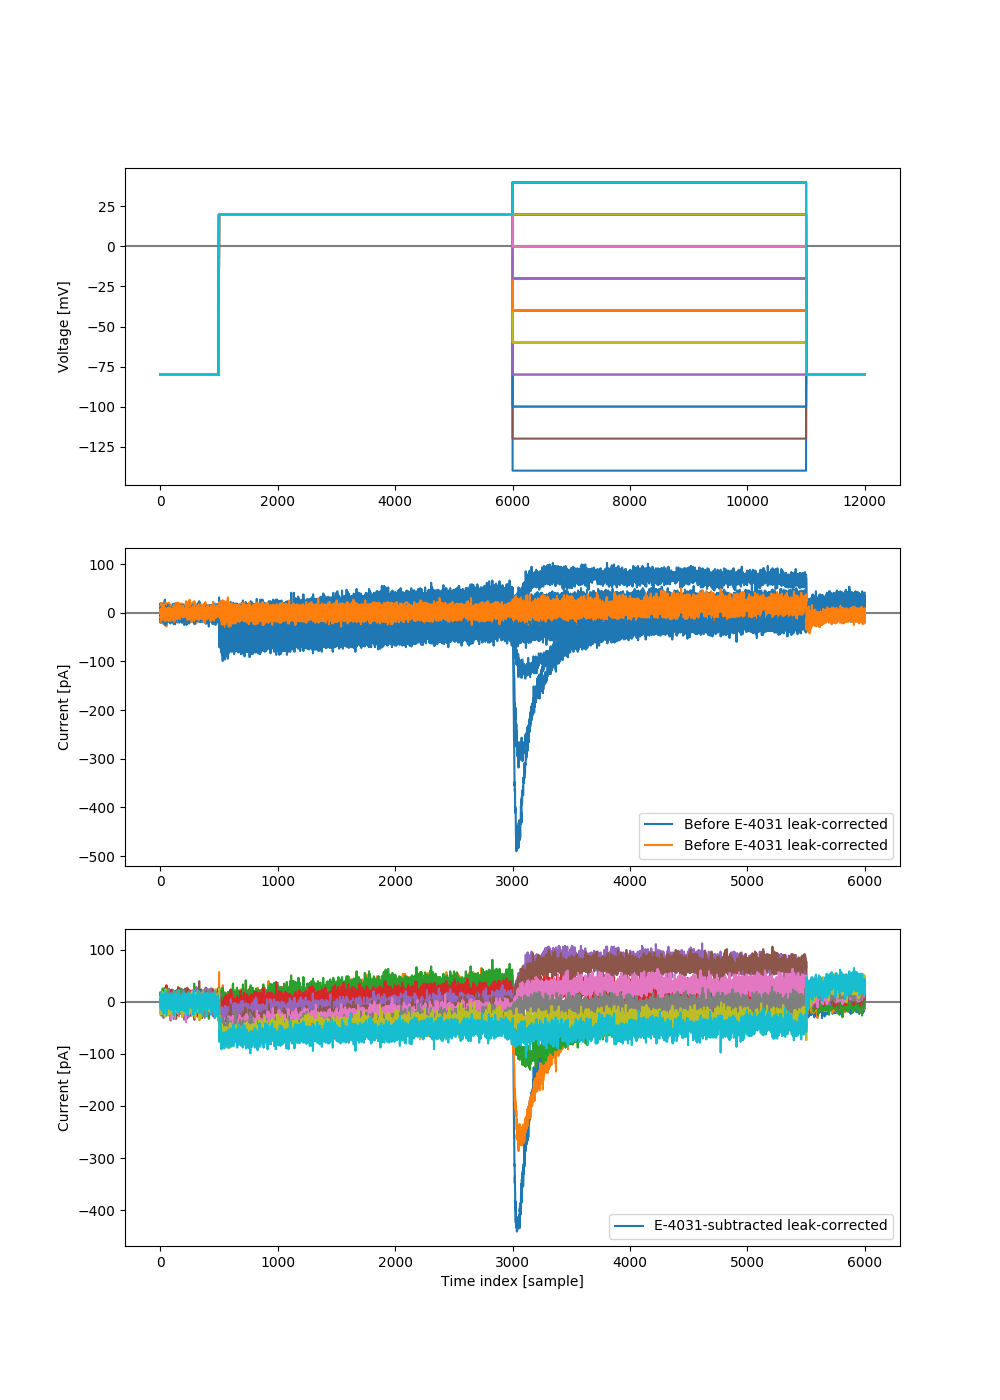 25
0
−25
−50
−75
−100
−125
Voltage [mV]
0 2000 4000 6000 8000 10000 12000
100
0
−100
−200
−300
−400
−500
Current [pA]
Before E-4031 leak-corrected
Before E-4031 leak-corrected
0 1000 2000 3000 4000 5000 6000
100
0
−100
−200
−300
−400
Current [pA]
E-4031-subtracted leak-corrected
0 1000 2000 3000 4000 5000 6000
Time index [sample]